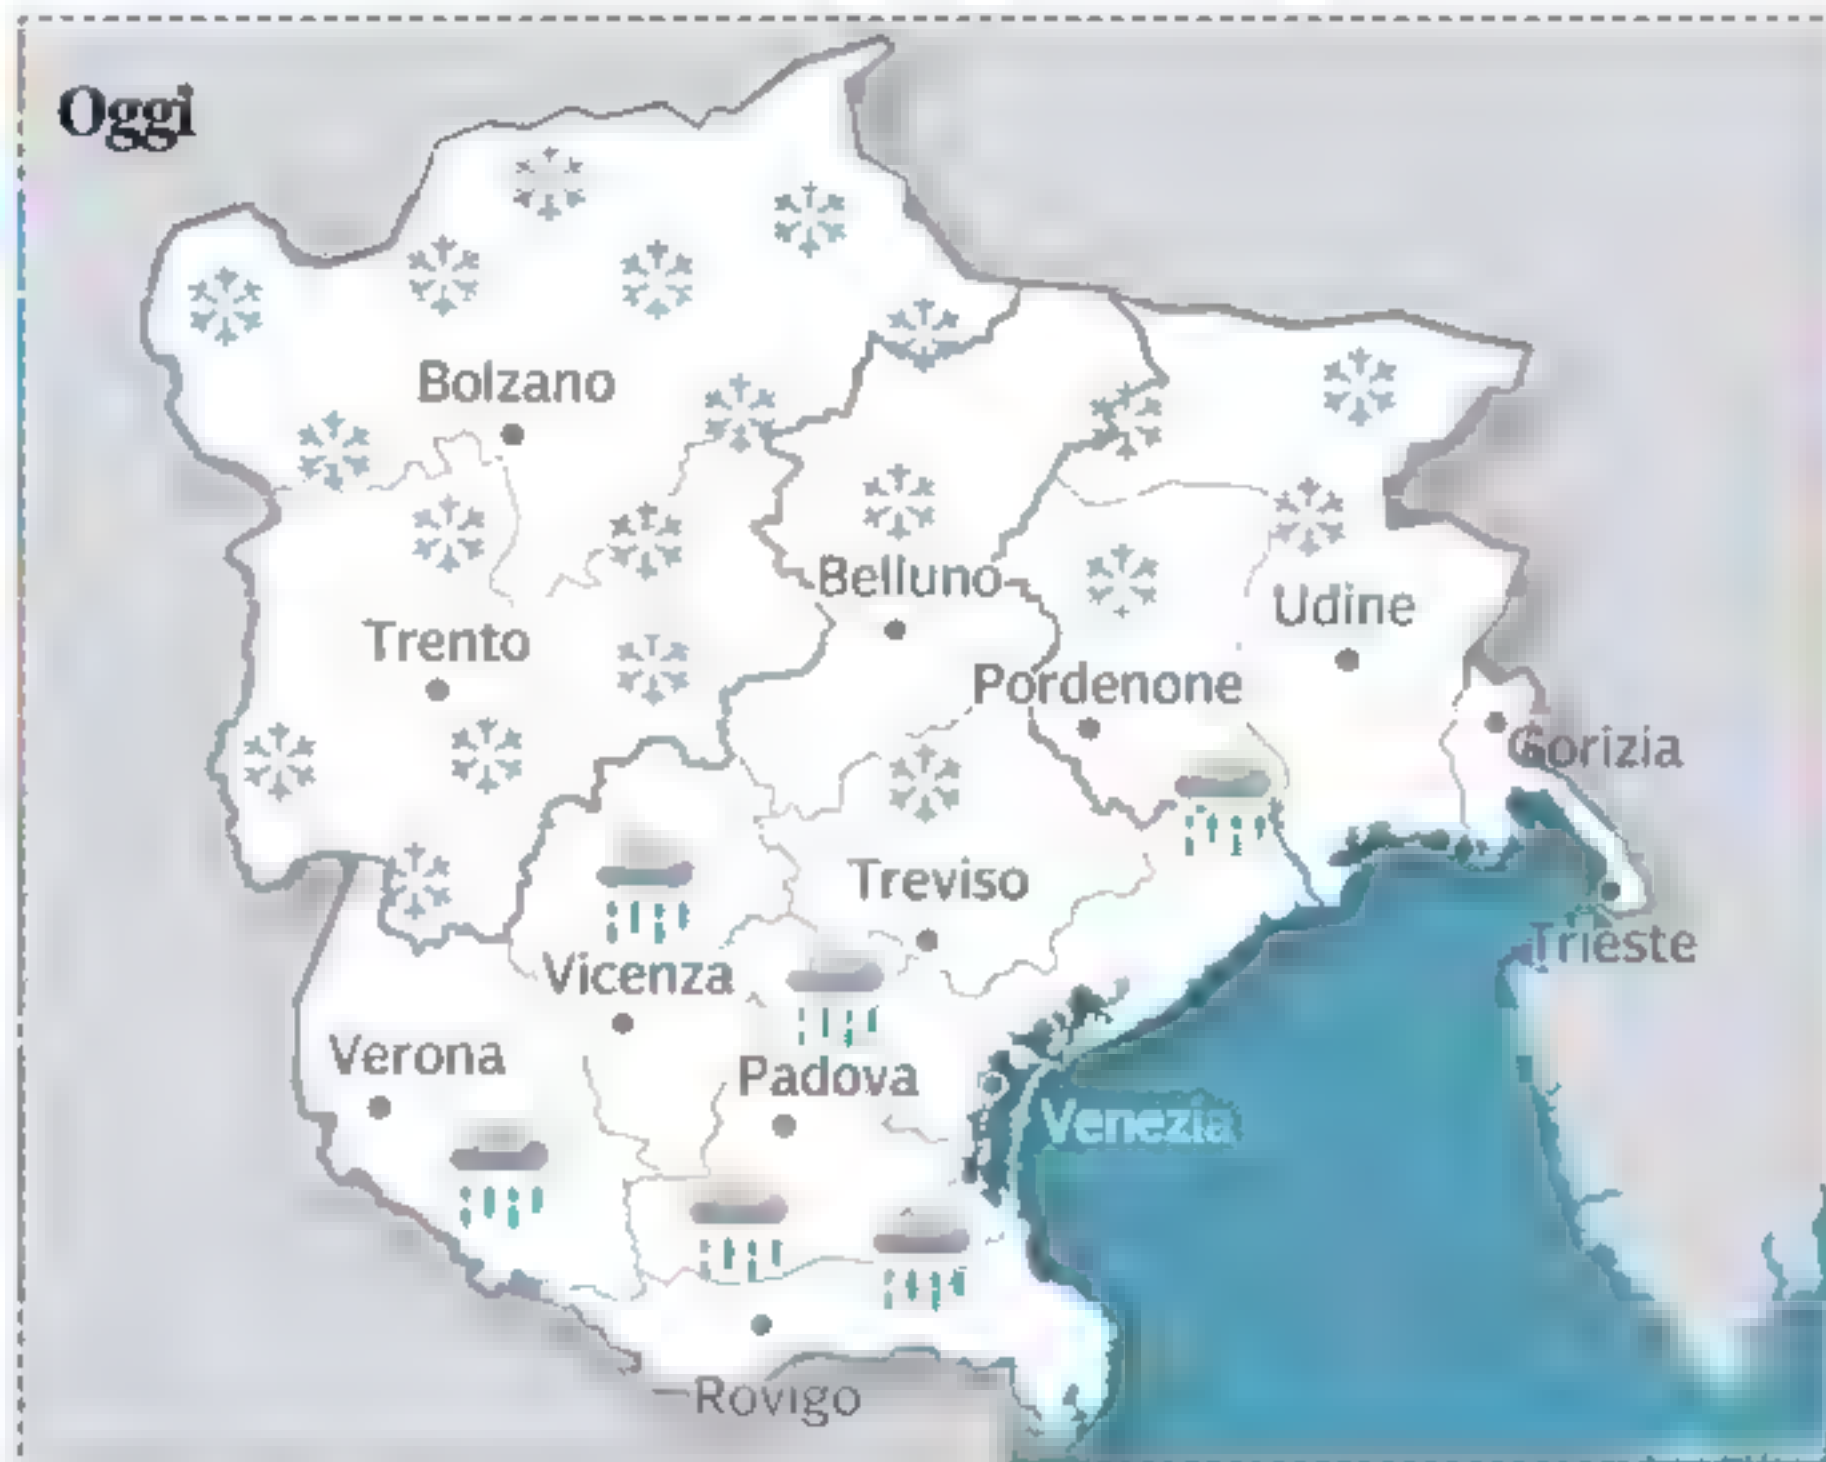 Oggi
Bolzano
Belluno
Udine
Trento
Pordenone
Gorizia
Treviso
Trieste
Vicenza
Verona
Padova
Venezia
Rovigo